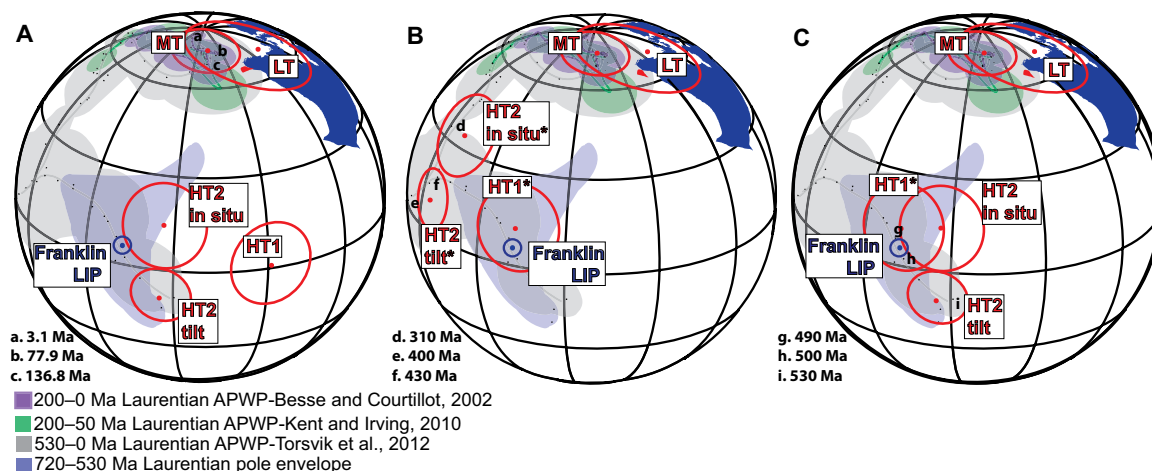 A
a
MT
b
c
LT
HT2
in situ
HT1
Franklin
LIP
HT2
tilt
a. 3.1 Ma
b. 77.9 Ma
c. 136.8 Ma
B
MT
LT
d
HT2
in situ*
f
HT1*
e
HT2
tilt*
Franklin
LIP
d. 310 Ma
e. 400 Ma
f. 430 Ma
C
MT
LT
HT1*
HT2
in situ
g
Franklin
LIP
h
i
HT2
tilt
g. 490 Ma
h. 500 Ma
i. 530 Ma
200–0 Ma Laurentian APWP-Besse and Courtillot, 2002
200–50 Ma Laurentian APWP-Kent and Irving, 2010
530–0 Ma Laurentian APWP-Torsvik et al., 2012
720–530 Ma Laurentian pole envelope